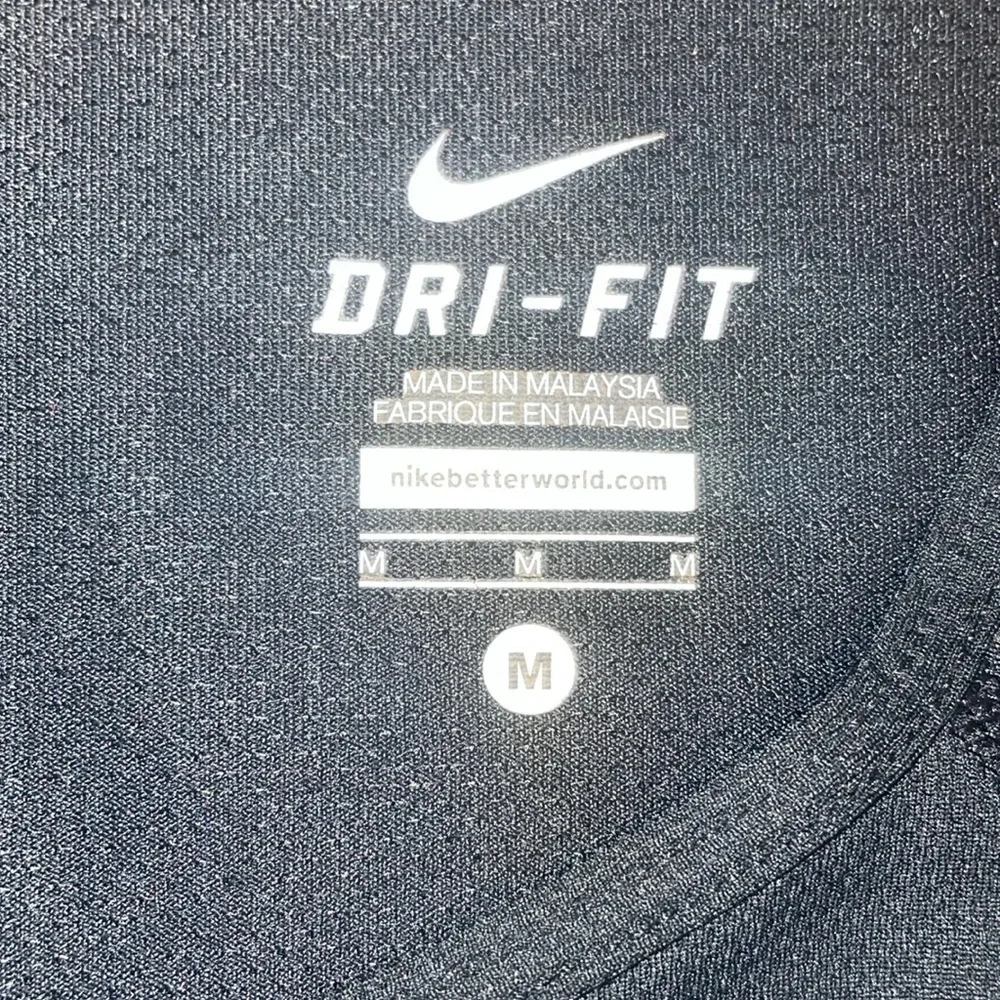 DRI-FIT
MADE IN MALAYSIA
FABRIQUE EN MALAISIE
nikebetterworld.com
M M M
M